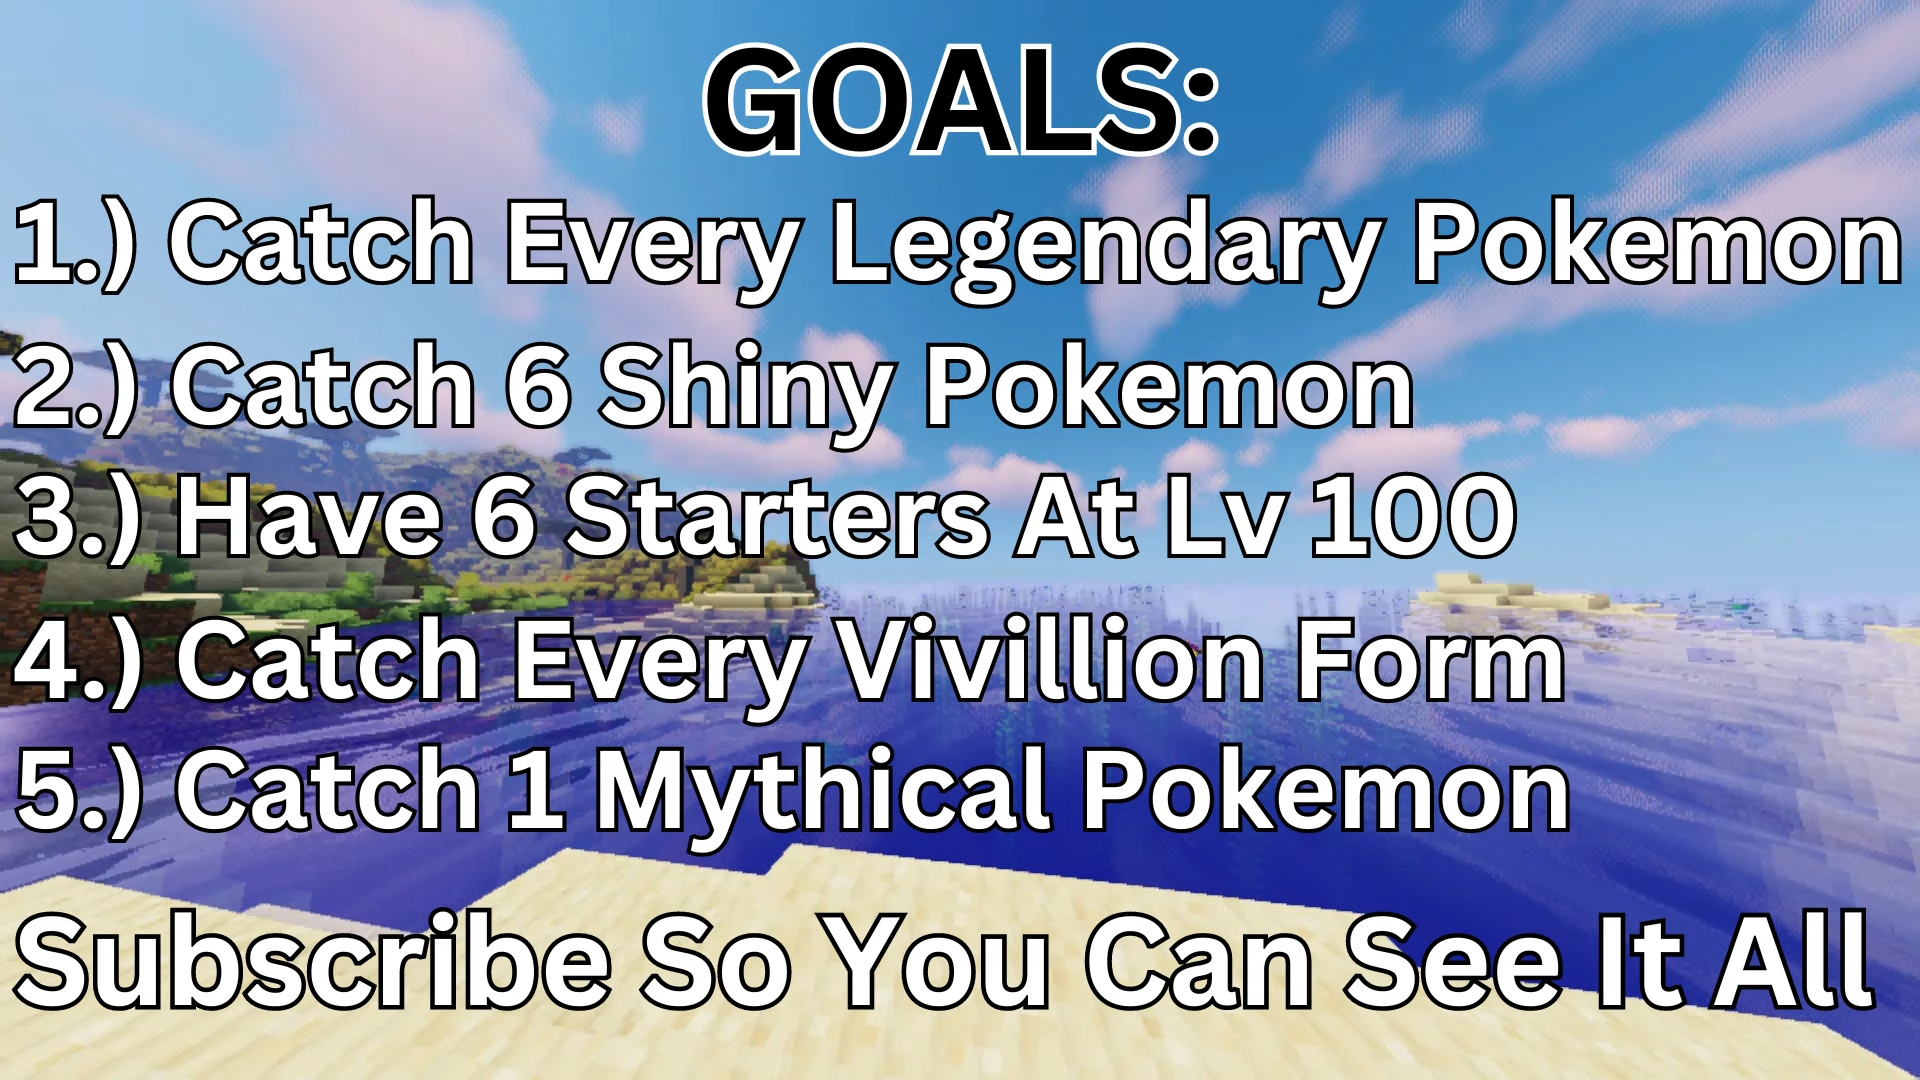 GOALS:
1.) Catch Every Legendary Pokemon
2.) Catch 6 Shiny Pokemon
3.) Have 6 Starters At Lv 100
4.) Catch Every Vivillion Form
5.) Catch 1 Mythical Pokemon
Subscribe So You Can See It All